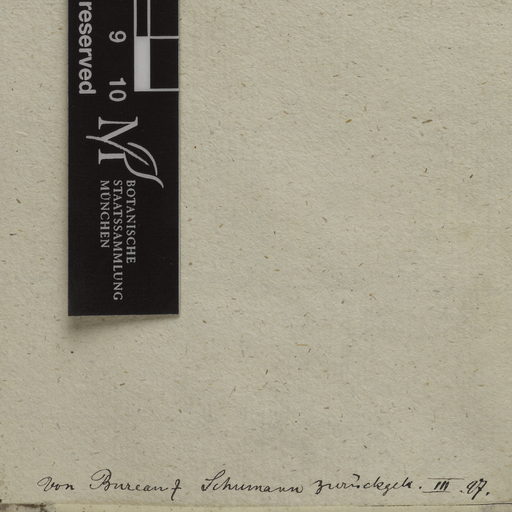 reserved
9 10
BOTANISCHE
STAATSSAMMLUNG
MÜNCHEN
von Bureau f Schumann zurückgek. III. 97.